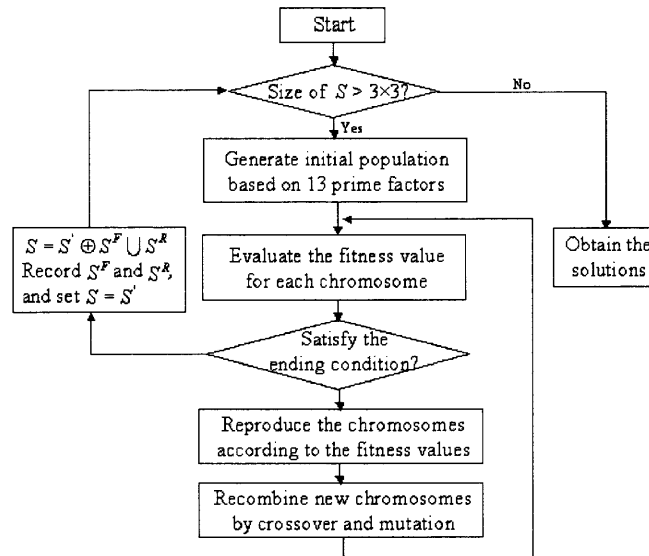 Start
Size of S > 3×3?
No
Yes
Generate initial population
based on 13 prime factors
S = S' ⊕ S^F ⋃ S^R
Record S^F and S^R,
and set S = S'
Evaluate the fitness value
for each chromosome
Obtain the
solutions
Satisfy the
ending condition?
Reproduce the chromosomes
according to the fitness values
Recombine new chromosomes
by crossover and mutation